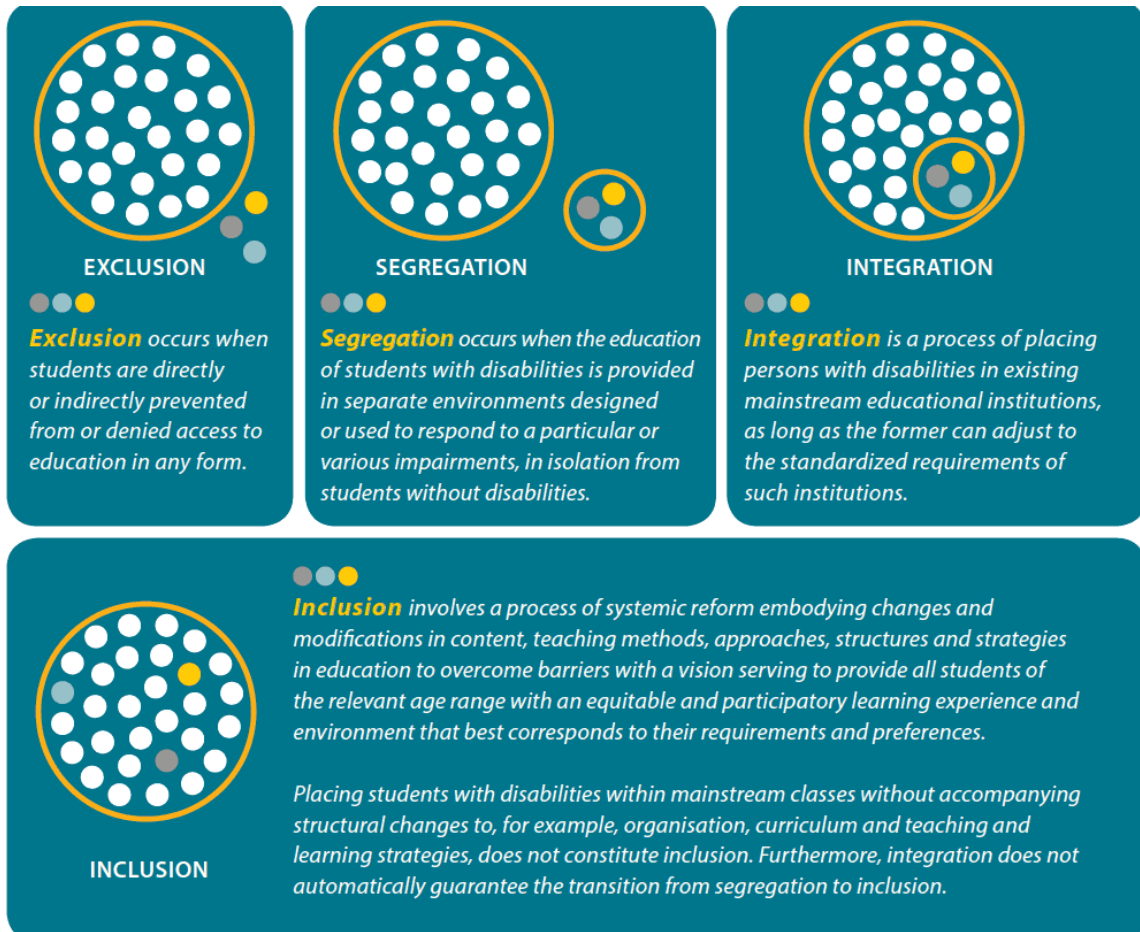 EXCLUSION
Exclusion occurs when
students are directly
or indirectly prevented
from or denied access to
education in any form.
SEGREGATION
Segregation occurs when the education
of students with disabilities is provided
in separate environments designed
or used to respond to a particular or
various impairments, in isolation from
students without disabilities.
INTEGRATION
Integration is a process of placing
persons with disabilities in existing
mainstream educational institutions,
as long as the former can adjust to
the standardized requirements of
such institutions.
INCLUSION
Inclusion involves a process of systemic reform embodying changes and
modifications in content, teaching methods, approaches, structures and strategies
in education to overcome barriers with a vision serving to provide all students of
the relevant age range with an equitable and participatory learning experience and
environment that best corresponds to their requirements and preferences.
Placing students with disabilities within mainstream classes without accompanying
structural changes to, for example, organisation, curriculum and teaching and
learning strategies, does not constitute inclusion. Furthermore, integration does not
automatically guarantee the transition from segregation to inclusion.